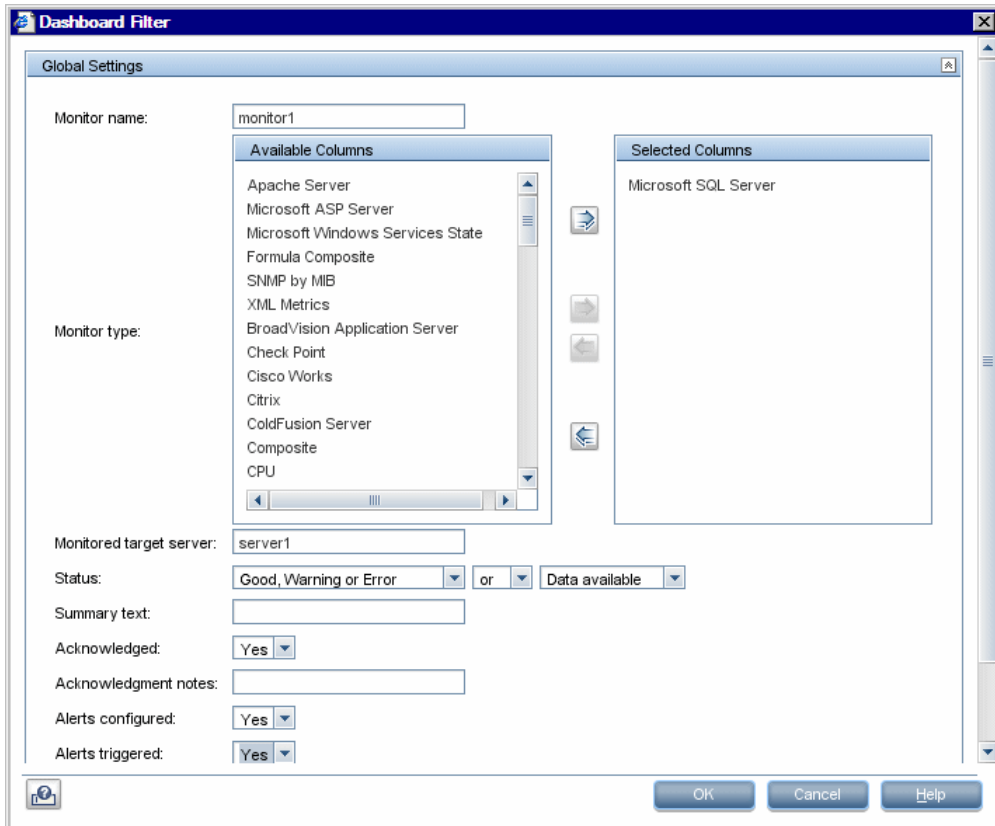 Dashboard Filter
Global Settings
Monitor name: monitor1
Available Columns
Selected Columns
Monitor type:
Apache Server
Microsoft ASP Server
Microsoft Windows Services State
Formula Composite
SNMP by MIB
XML Metrics
BroadVision Application Server
Check Point
Cisco Works
Citrix
ColdFusion Server
Composite
CPU
Microsoft SQL Server
Monitored target server: server1
Status: Good, Warning or Error or Data available
Summary text:
Acknowledged: Yes
Acknowledgment notes:
Alerts configured: Yes
Alerts triggered: Yes
OK Cancel Help